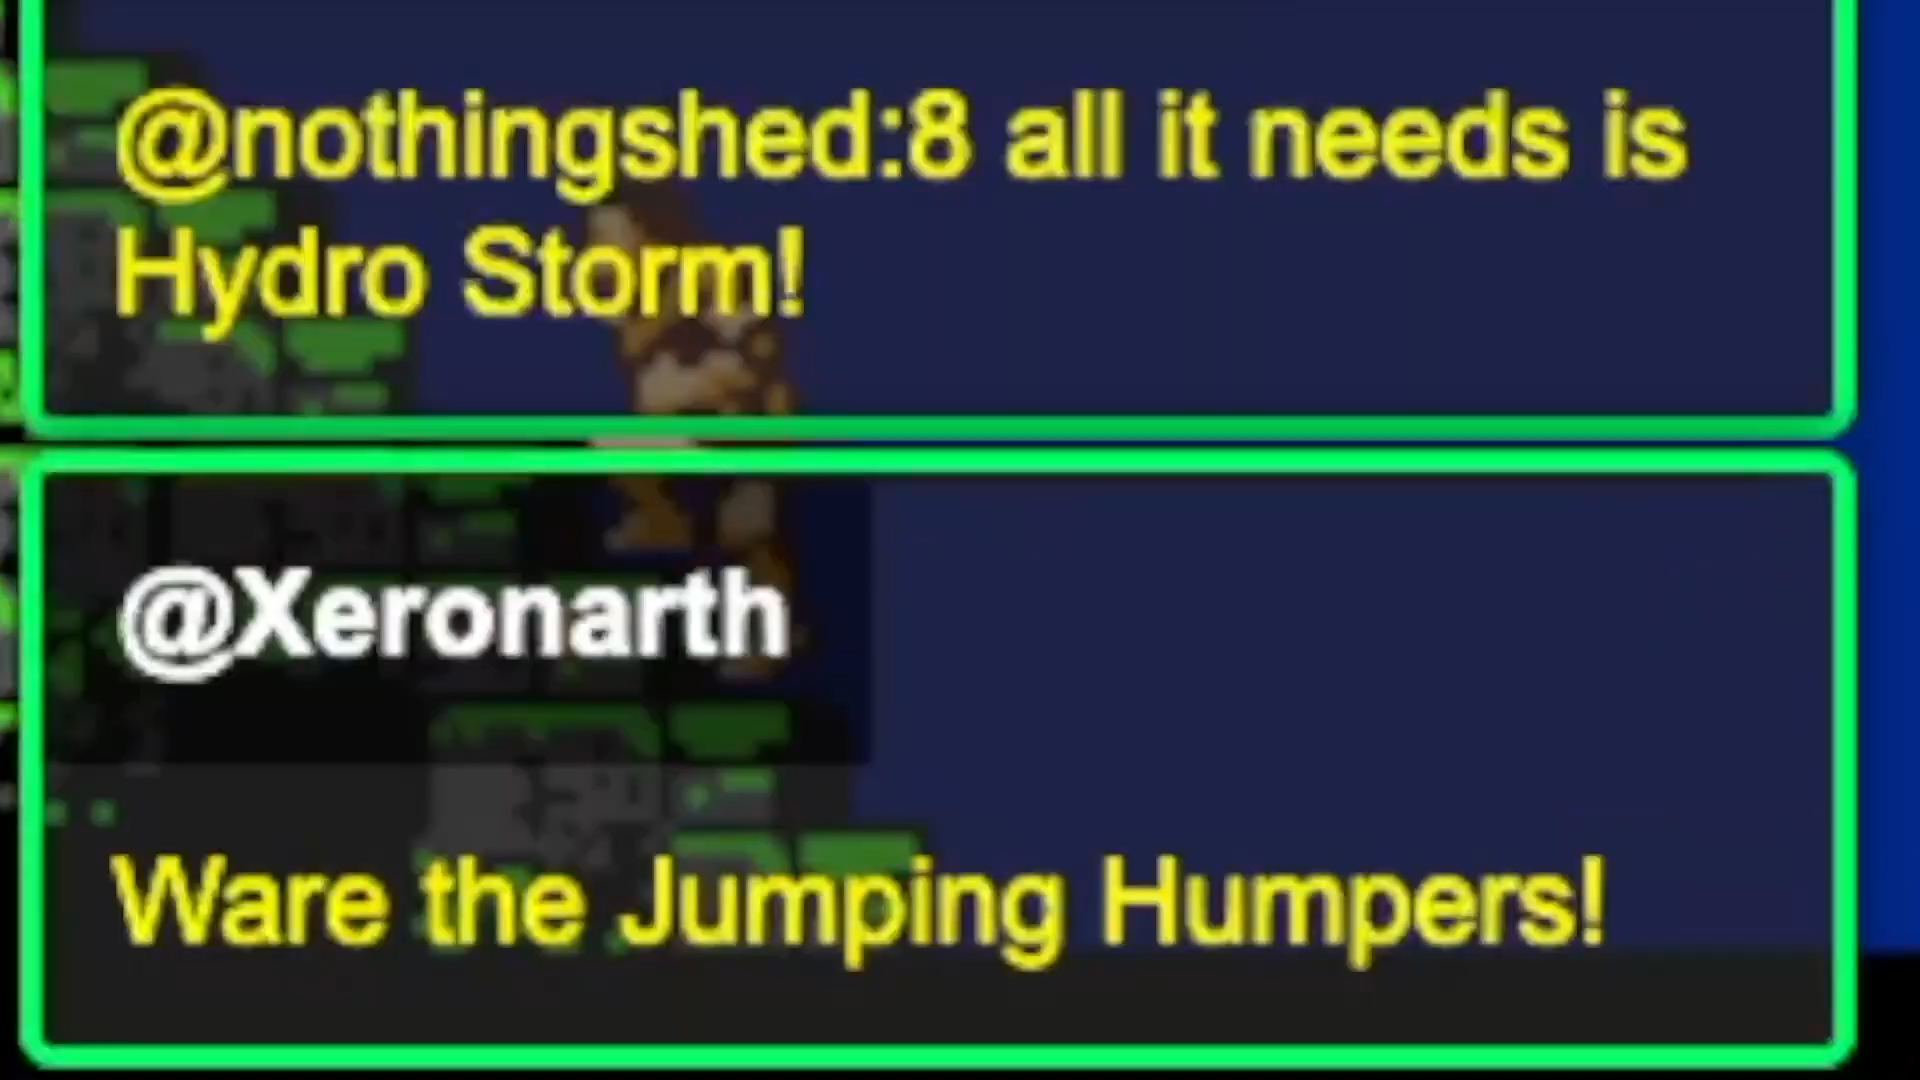 @nothingshed:8 all it needs is
Hydro Storm!
@Xeronarth
Ware the Jumping Humpers!